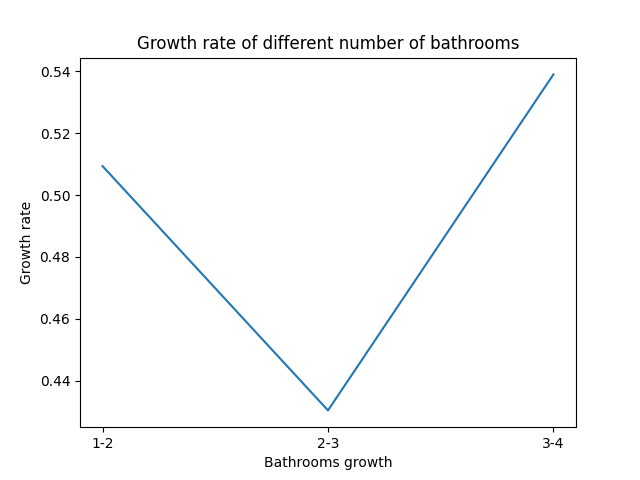 Growth rate of different number of bathrooms
0.54
0.52
0.50
0.48
0.46
0.44
Growth rate
1-2 2-3 3-4
Bathrooms growth